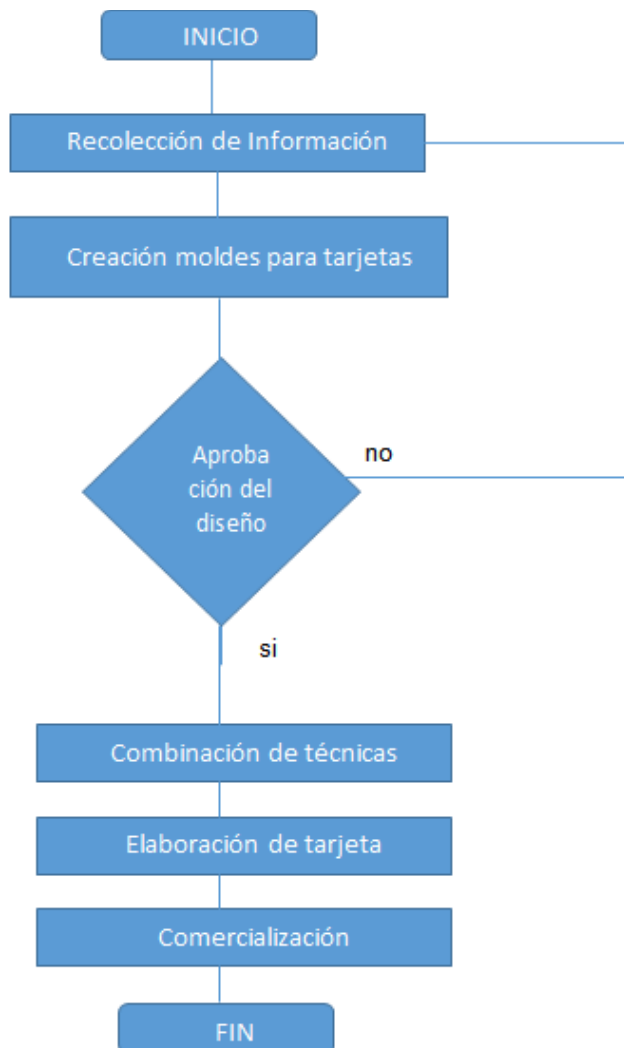 INICIO
Recolección de Información
Creación moldes para tarjetas
Aproba
ción del
diseño
no
si
Combinación de técnicas
Elaboración de tarjeta
Comercialización
FIN